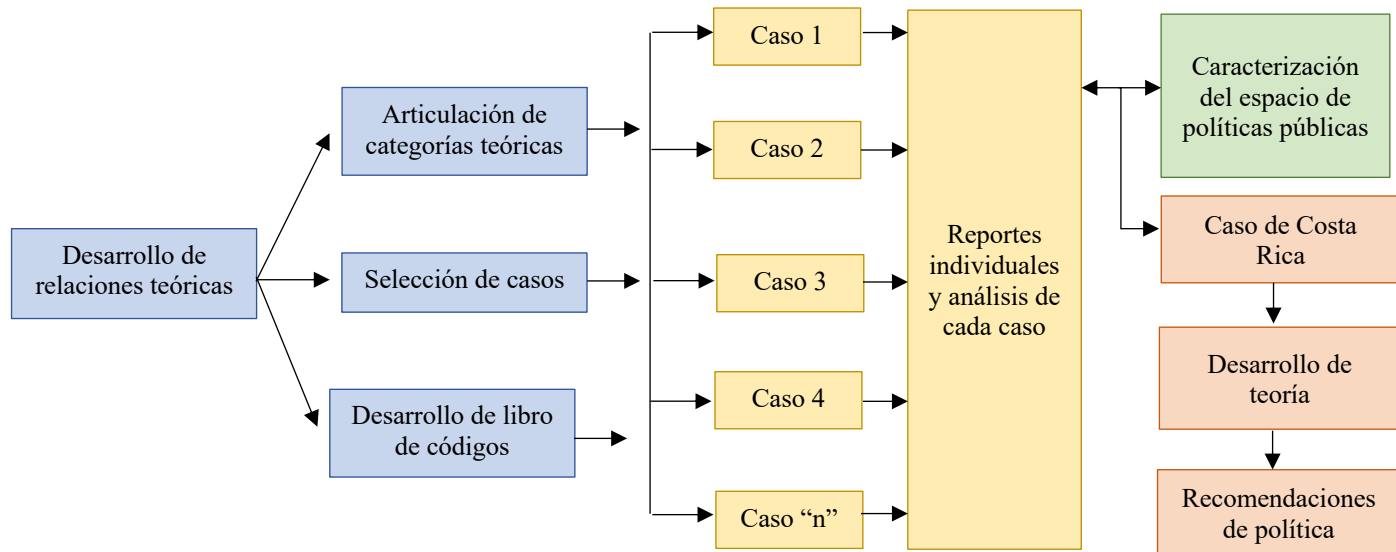 Desarrollo de
relaciones teóricas
Articulación de
categorías teóricas
Selección de casos
Desarrollo de libro
de códigos
Caso 1
Caso 2
Caso 3
Caso 4
Caso “n”
Reportes
individuales
y análisis de
cada caso
Caracterización
del espacio de
políticas públicas
Caso de Costa
Rica
Desarrollo de
teoría
Recomendaciones
de política